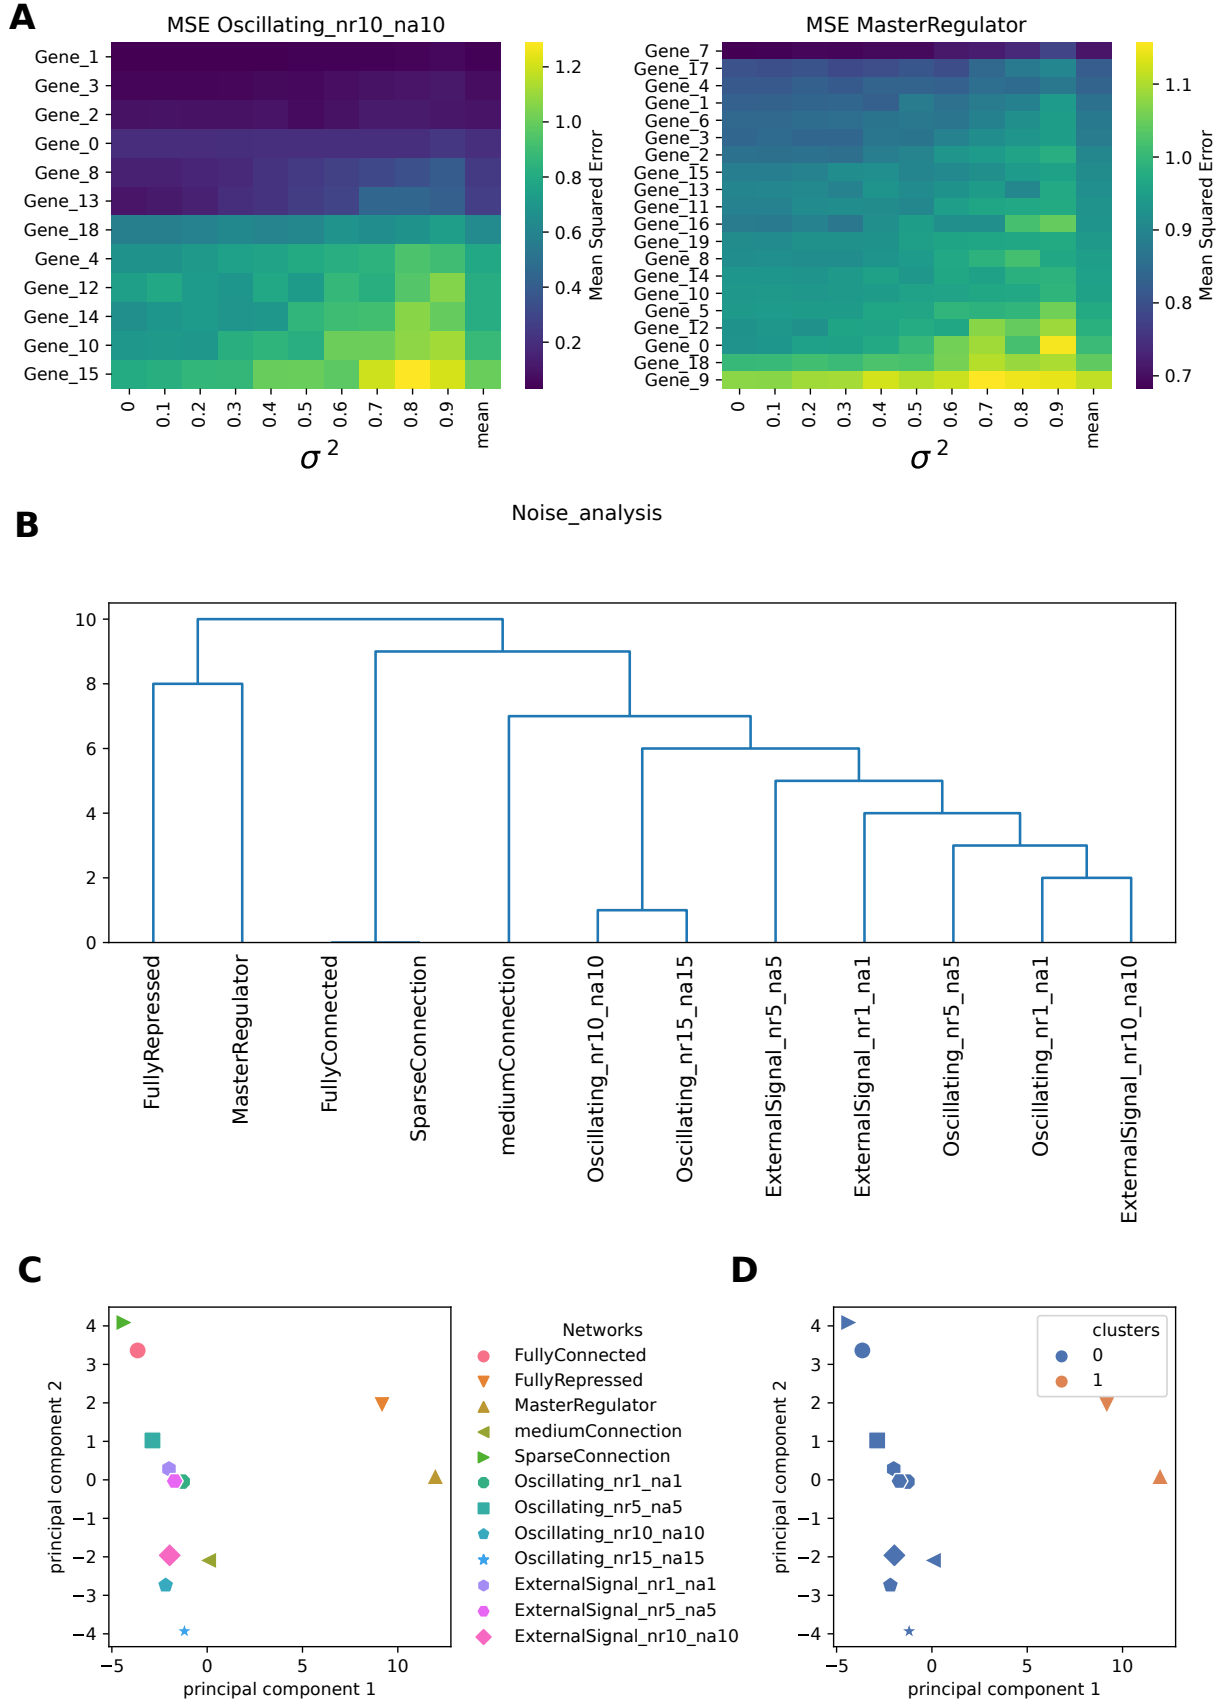 A
MSE Oscillating_nr10_na10
Gene_1
Gene_3
Gene_2
Gene_0
Gene_8
Gene_13
Gene_18
Gene_4
Gene_12
Gene_14
Gene_10
Gene_15
0 0.1 0.2 0.3 0.4 0.5 0.6 0.7 0.8 0.9 mean
σ²
1.2
1.0
0.8
0.6
0.4
0.2
Mean Squared Error
MSE MasterRegulator
Gene_7
Gene_17
Gene_4
Gene_1
Gene_6
Gene_3
Gene_2
Gene_15
Gene_13
Gene_11
Gene_16
Gene_19
Gene_8
Gene_14
Gene_10
Gene_5
Gene_12
Gene_0
Gene_18
Gene_9
0 0.1 0.2 0.3 0.4 0.5 0.6 0.7 0.8 0.9 mean
σ²
1.1
1.0
0.9
0.8
0.7
Mean Squared Error
B
Noise_analysis
10
8
6
4
2
0
FullyRepressed
MasterRegulator
FullyConnected
SparseConnection
mediumConnection
Oscillating_nr10_na10
Oscillating_nr15_na15
ExternalSignal_nr5_na5
ExternalSignal_nr1_na1
Oscillating_nr5_na5
Oscillating_nr1_na1
ExternalSignal_nr10_na10
C
principal component 2
4
3
2
1
0
−1
−2
−3
−4
−5 0 5 10
principal component 1
Networks
FullyConnected
FullyRepressed
MasterRegulator
mediumConnection
SparseConnection
Oscillating_nr1_na1
Oscillating_nr5_na5
Oscillating_nr10_na10
Oscillating_nr15_na15
ExternalSignal_nr1_na1
ExternalSignal_nr5_na5
ExternalSignal_nr10_na10
D
principal component 2
4
3
2
1
0
−1
−2
−3
−4
−5 0 5 10
principal component 1
clusters
0
1